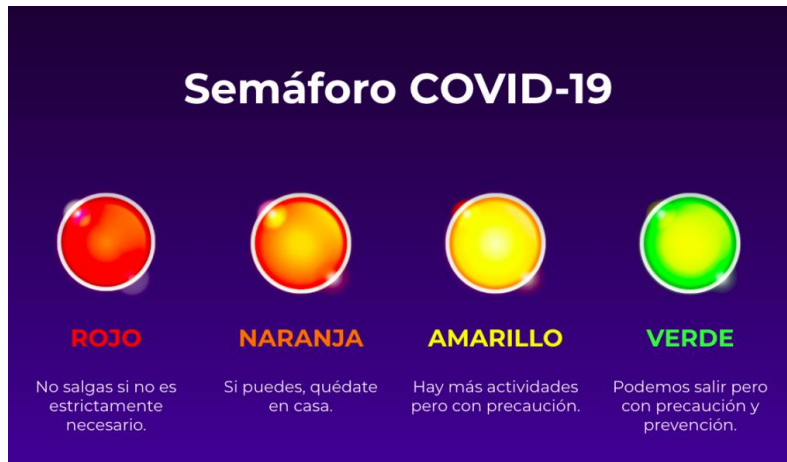 Semáforo COVID-19
ROJO
No salgas si no es
estrictamente
necesario.
NARANJA
Si puedes, quédate
en casa.
AMARILLO
Hay más actividades
pero con precaución.
VERDE
Podemos salir pero
con precaución y
prevención.